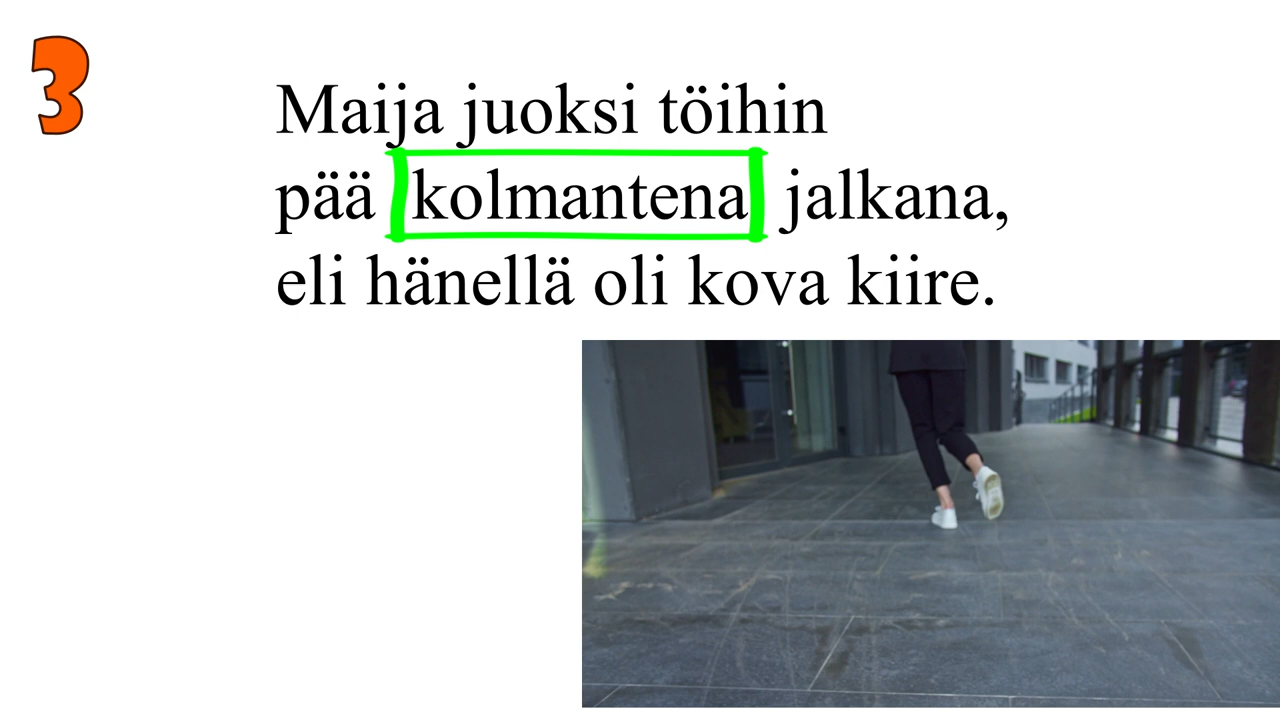 3
Maija juoksi töihin
pää kolmantena jalkana,
eli hänellä oli kova kiire.